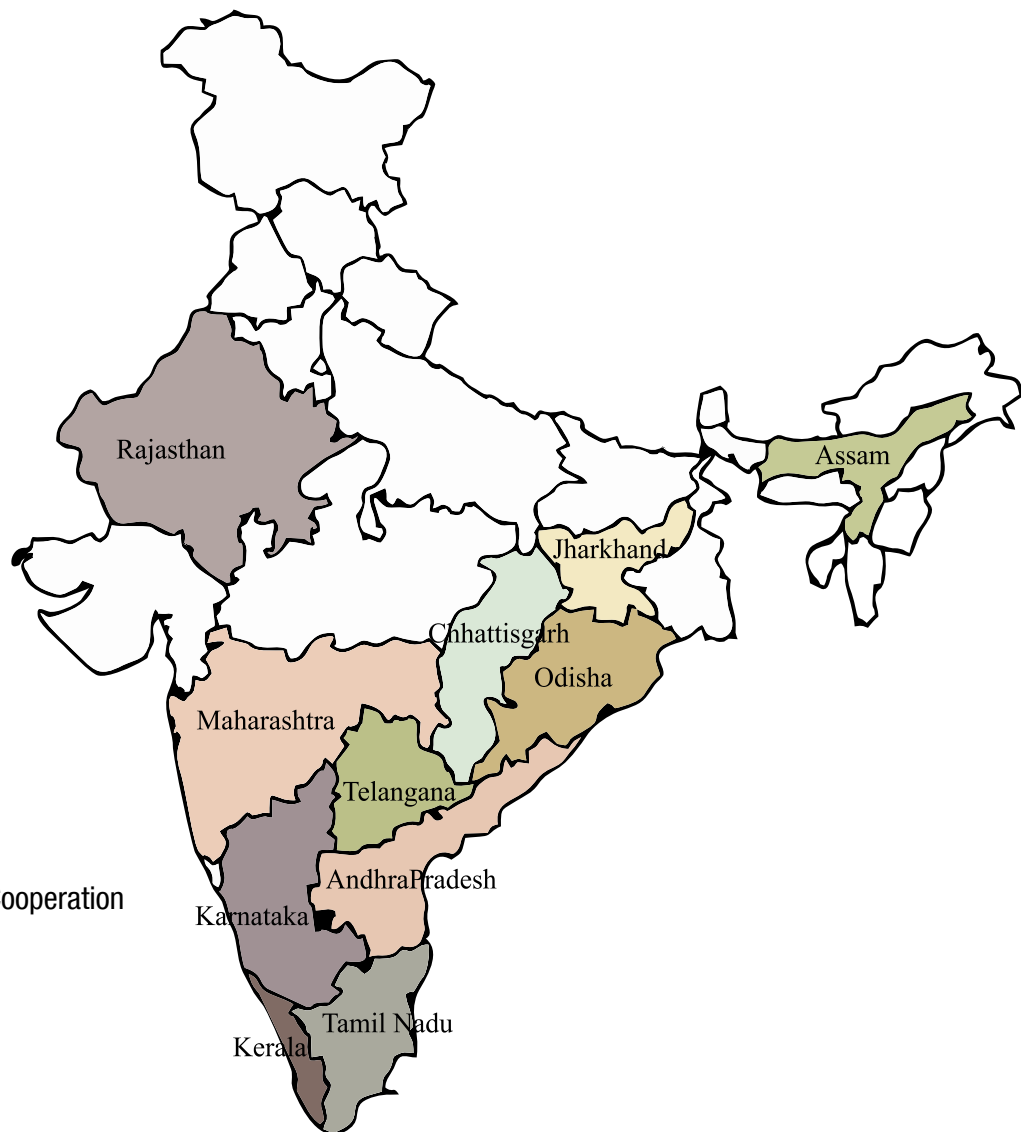 Rajasthan
Assam
Jharkhand
Chhattisgarh
Odisha
Maharashtra
Telangana
AndhraPradesh
ooperation
Karnataka
Tamil Nadu
Kerala